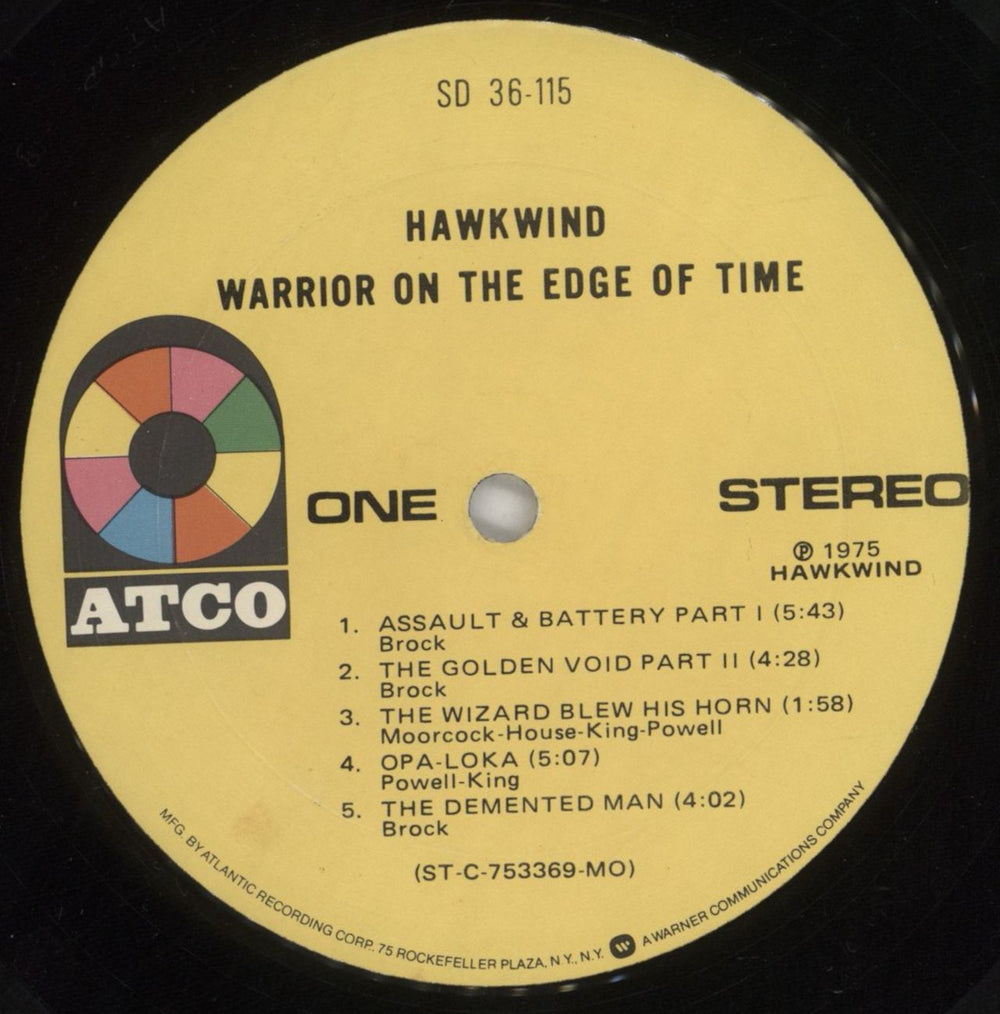 SD 36-115
HAWKWIND
WARRIOR ON THE EDGE OF TIME
ATCO
ONE
STEREO
℗ 1975
HAWKWIND
1. ASSAULT & BATTERY PART I (5:43)
Brock
2. THE GOLDEN VOID PART II (4:28)
Brock
3. THE WIZARD BLEW HIS HORN (1:58)
Moorcock-House-King-Powell
4. OPA-LOKA (5:07)
Powell-King
5. THE DEMENTED MAN (4:02)
Brock
(ST-C-753369-MO)
MFG. BY ATLANTIC RECORDING CORP., 75 ROCKEFELLER PLAZA, N.Y., N.Y. W A WARNER COMMUNICATIONS COMPANY